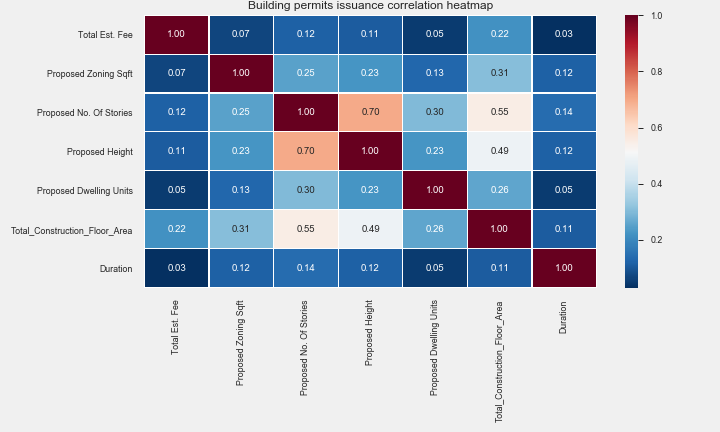 Building permits issuance correlation heatmap
Total Est. Fee 1.00 0.07 0.12 0.11 0.05 0.22 0.03
Proposed Zoning Sqft 0.07 1.00 0.25 0.23 0.13 0.31 0.12
Proposed No. Of Stories 0.12 0.25 1.00 0.70 0.30 0.55 0.14
Proposed Height 0.11 0.23 0.70 1.00 0.23 0.49 0.12
Proposed Dwelling Units 0.05 0.13 0.30 0.23 1.00 0.26 0.05
Total_Construction_Floor_Area 0.22 0.31 0.55 0.49 0.26 1.00 0.11
Duration 0.03 0.12 0.14 0.12 0.05 0.11 1.00
Total Est. Fee
Proposed Zoning Sqft
Proposed No. Of Stories
Proposed Height
Proposed Dwelling Units
Total_Construction_Floor_Area
Duration
1.0
0.8
0.6
0.4
0.2